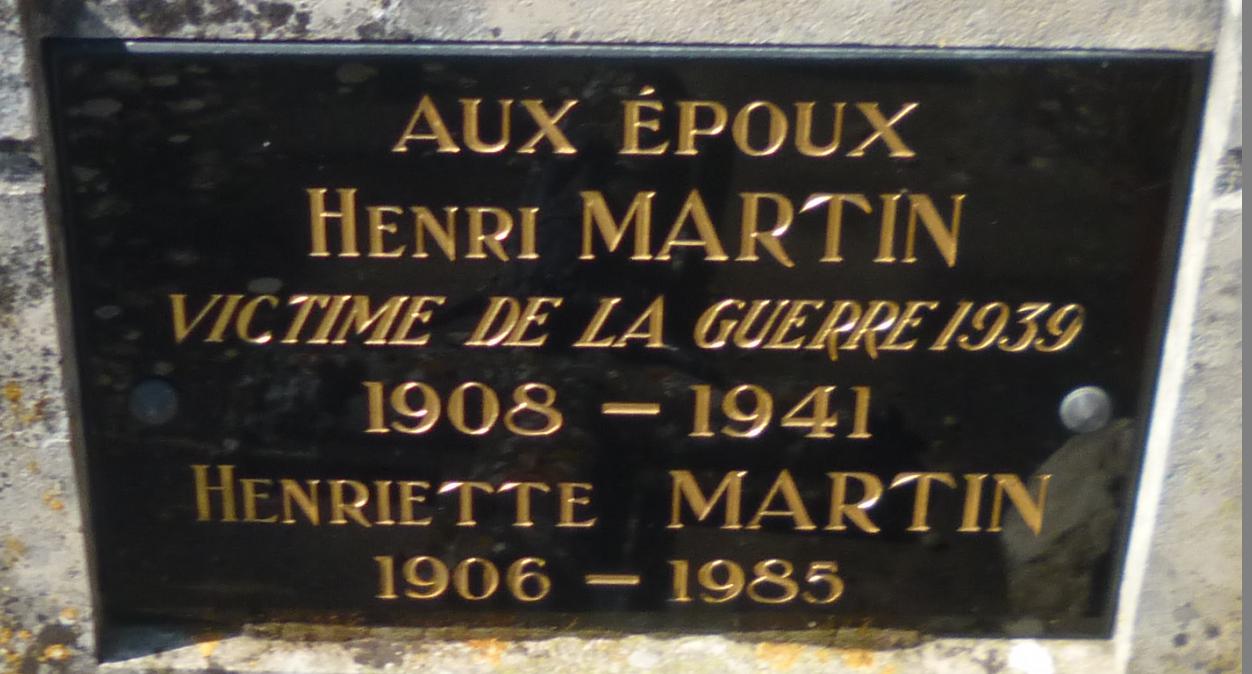 AUX ÉPOUX
HENRI MARTIN
VICTIME DE LA GUERRE 1939
1908 – 1941
HENRIETTE MARTIN
1906 – 1985